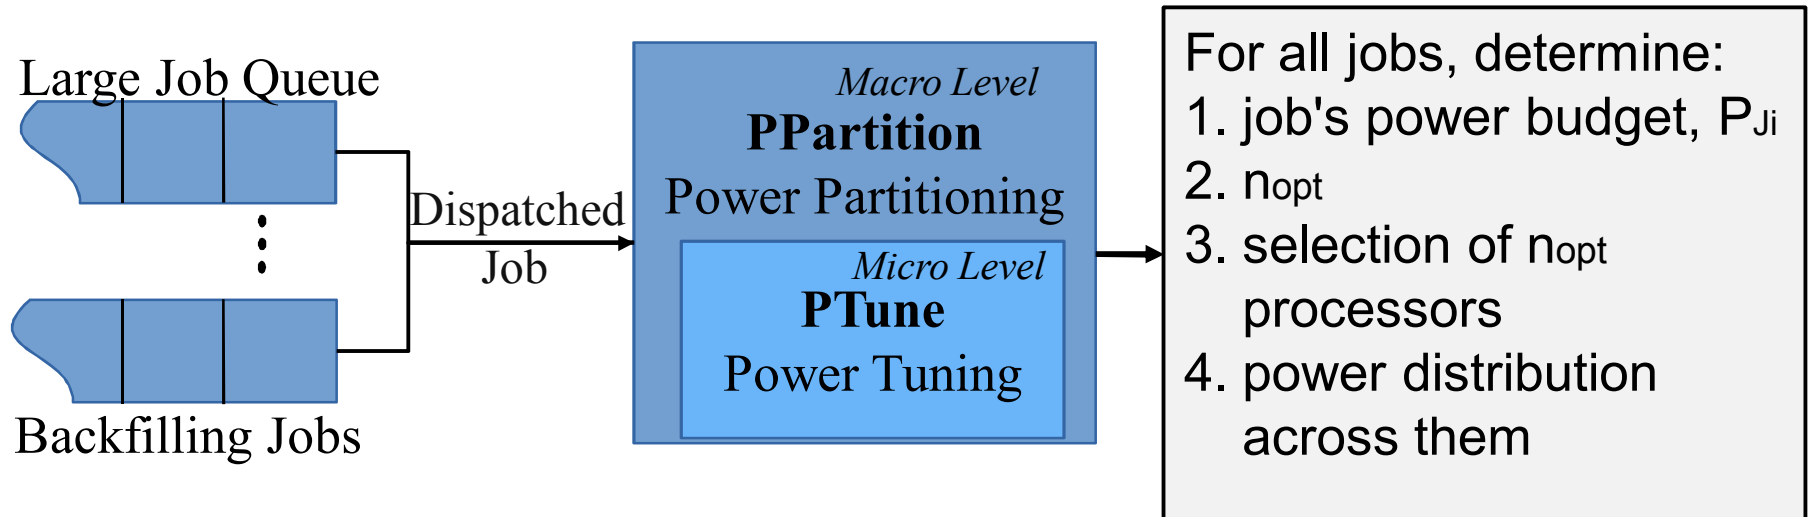 Large Job Queue
Backfilling Jobs
Dispatched
Job
Macro Level
PPartition
Power Partitioning
Micro Level
PTune
Power Tuning
For all jobs, determine:
1. job's power budget, PJi
2. nopt
3. selection of nopt
processors
4. power distribution
across them